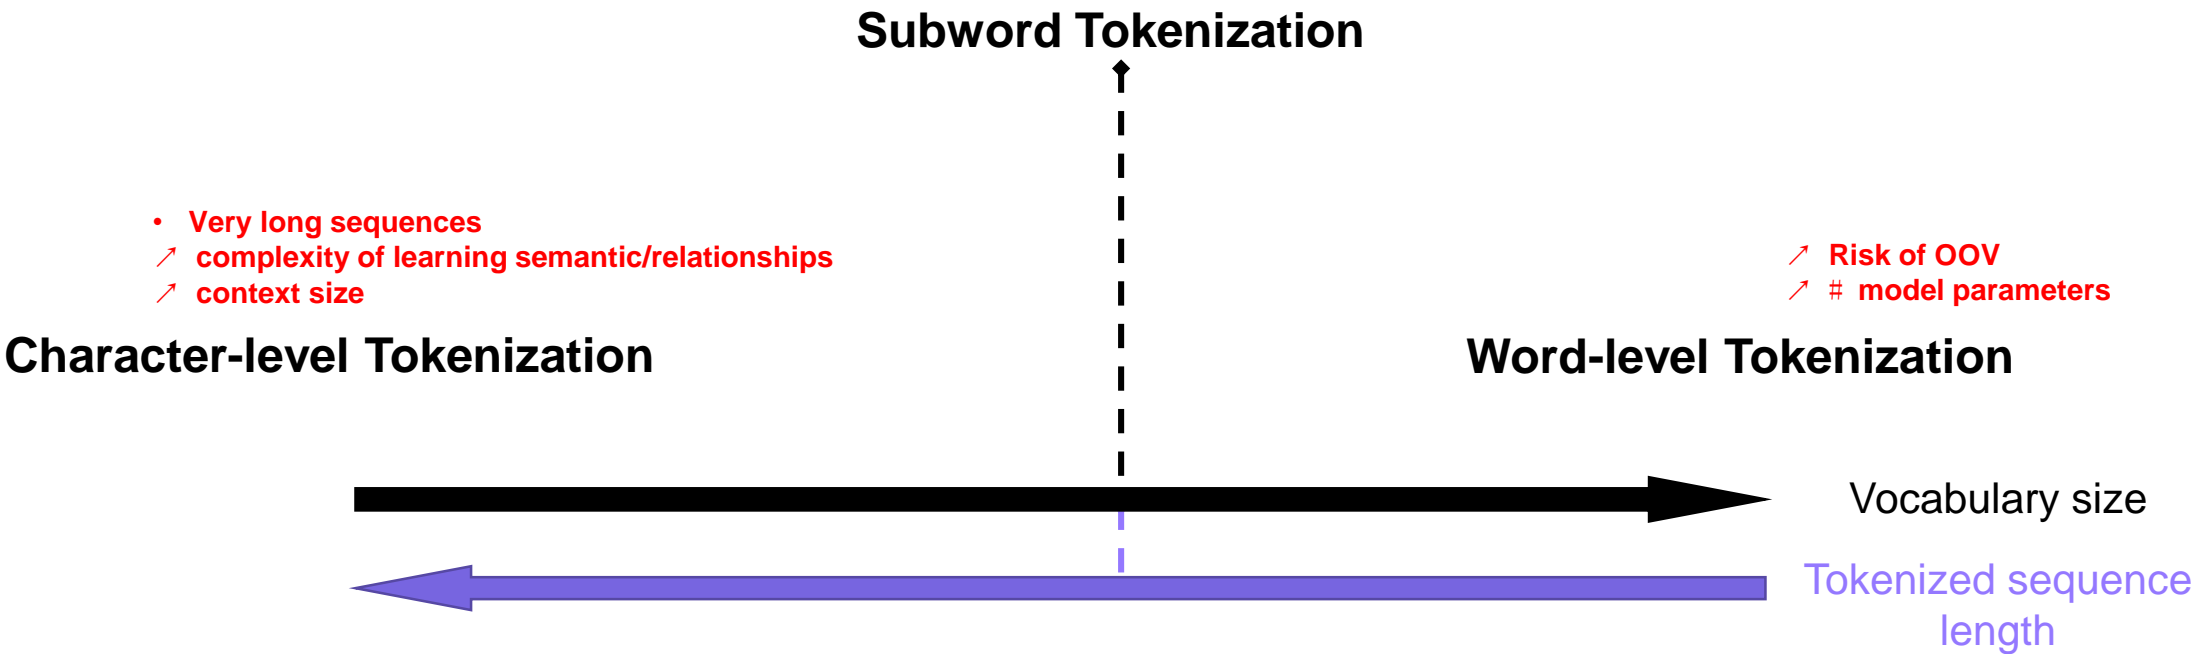 Subword Tokenization
• Very long sequences
↗ complexity of learning semantic/relationships
↗ context size
↗ Risk of OOV
↗ # model parameters
Character-level Tokenization
Word-level Tokenization
Vocabulary size
Tokenized sequence
length